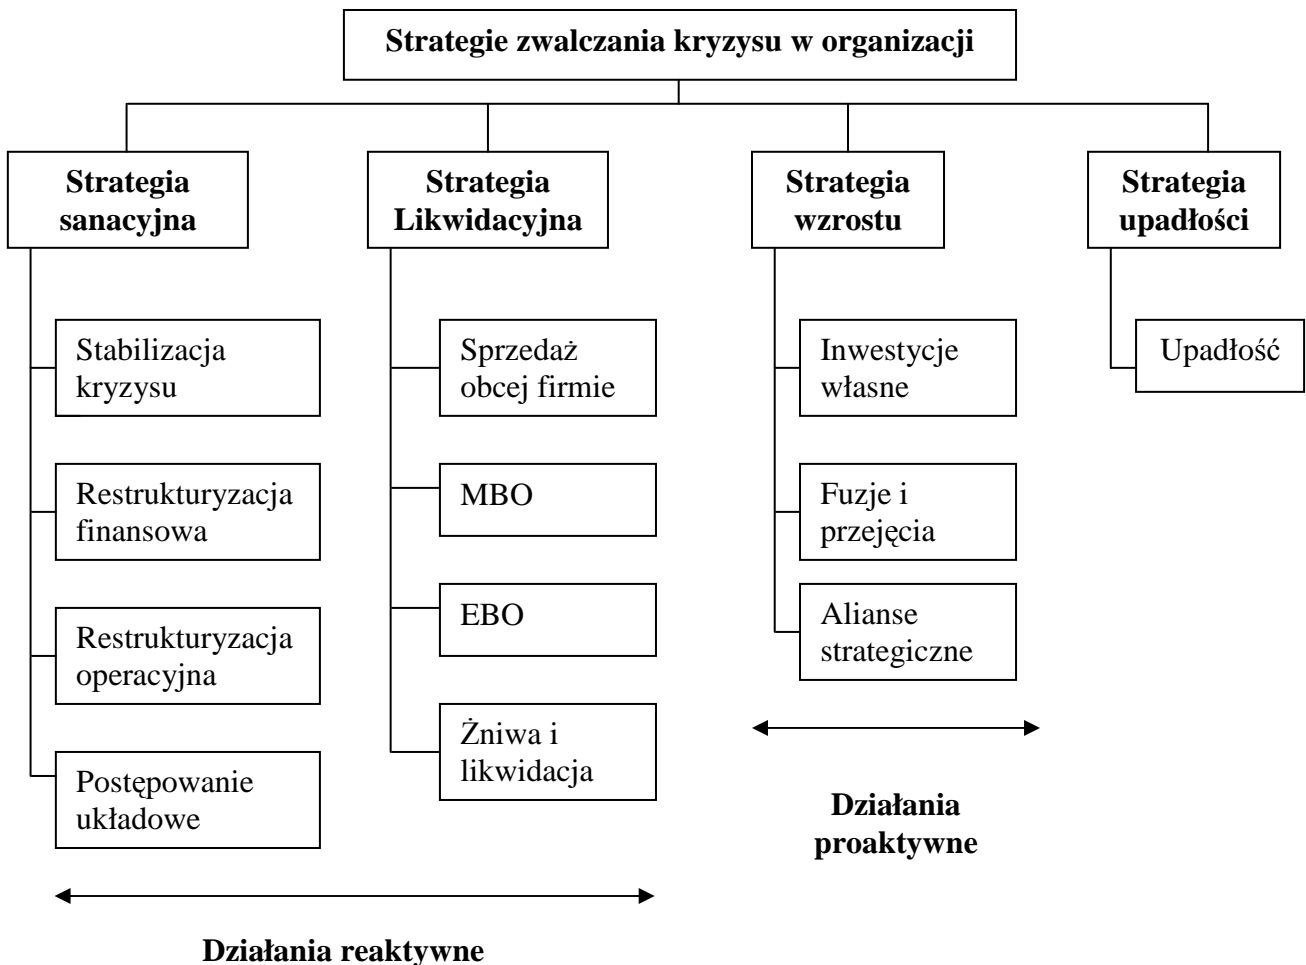 Strategie zwalczania kryzysu w organizacji
Strategia
sanacyjna
Strategia
Likwidacyjna
Strategia
wzrostu
Strategia
upadłości
Stabilizacja
kryzysu
Restrukturyzacja
finansowa
Restrukturyzacja
operacyjna
Postępowanie
układowe
Sprzedaż
obcej firmie
MBO
EBO
Żniwa i
likwidacja
Inwestycje
własne
Fuzje i
przejęcia
Alianse
strategiczne
Upadłość
Działania
proaktywne
Działania reaktywne